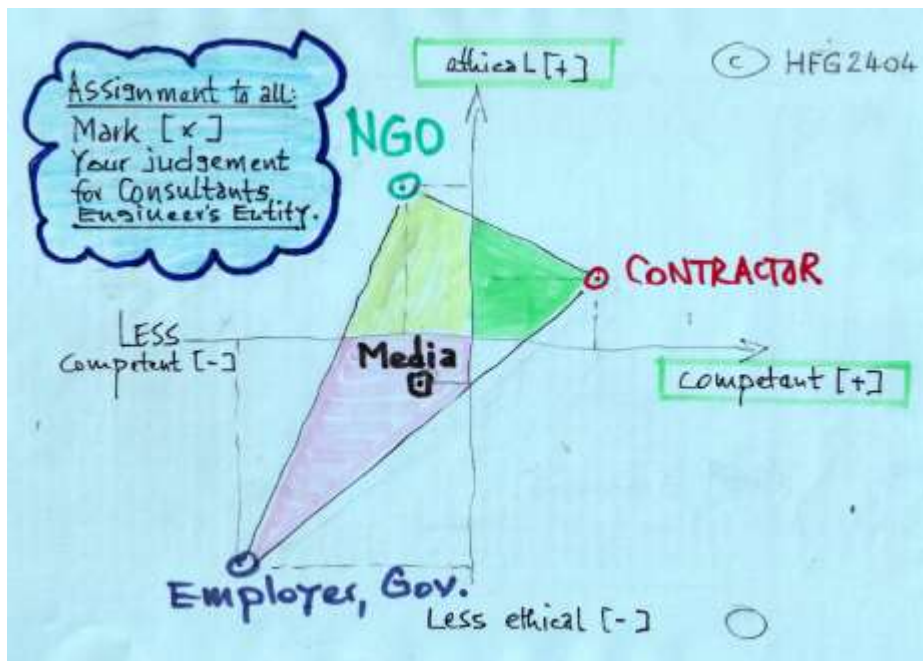 Assignment to all:
Mark [x]
Your judgement
for Consultants,
Engineer's Entity.
ethical [+]
© HFG2404
NGO
CONTRACTOR
LESS
Competent [-]
Media
competant [+]
Employer, Gov.
Less ethical [-]